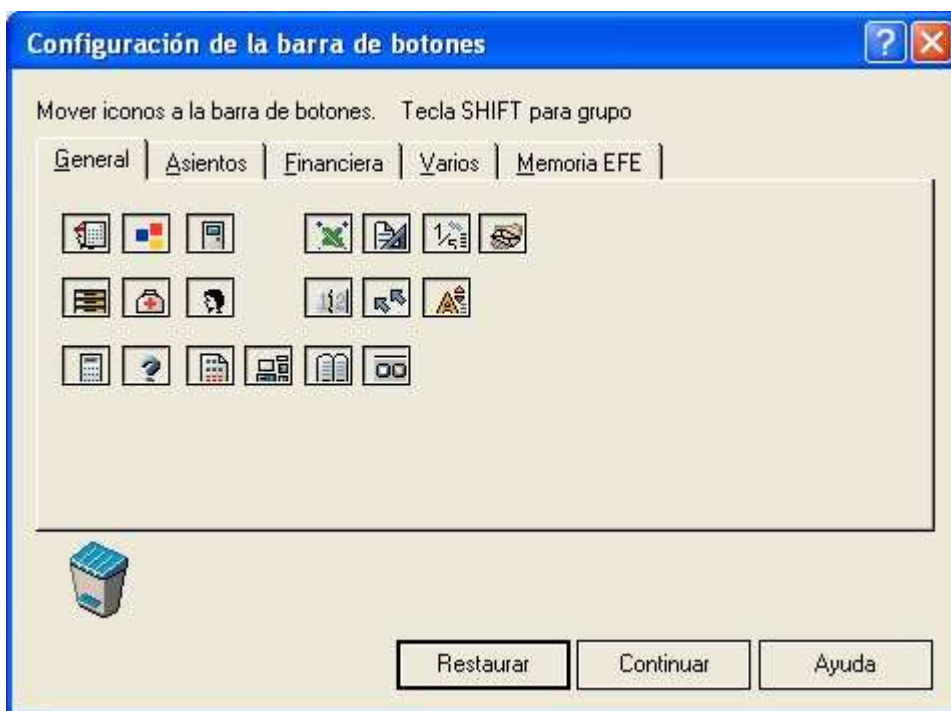 Configuración de la barra de botones
Mover iconos a la barra de botones. Tecla SHIFT para grupo
General Asientos Financiera Varios Memoria EFE
Restaurar Continuar Ayuda